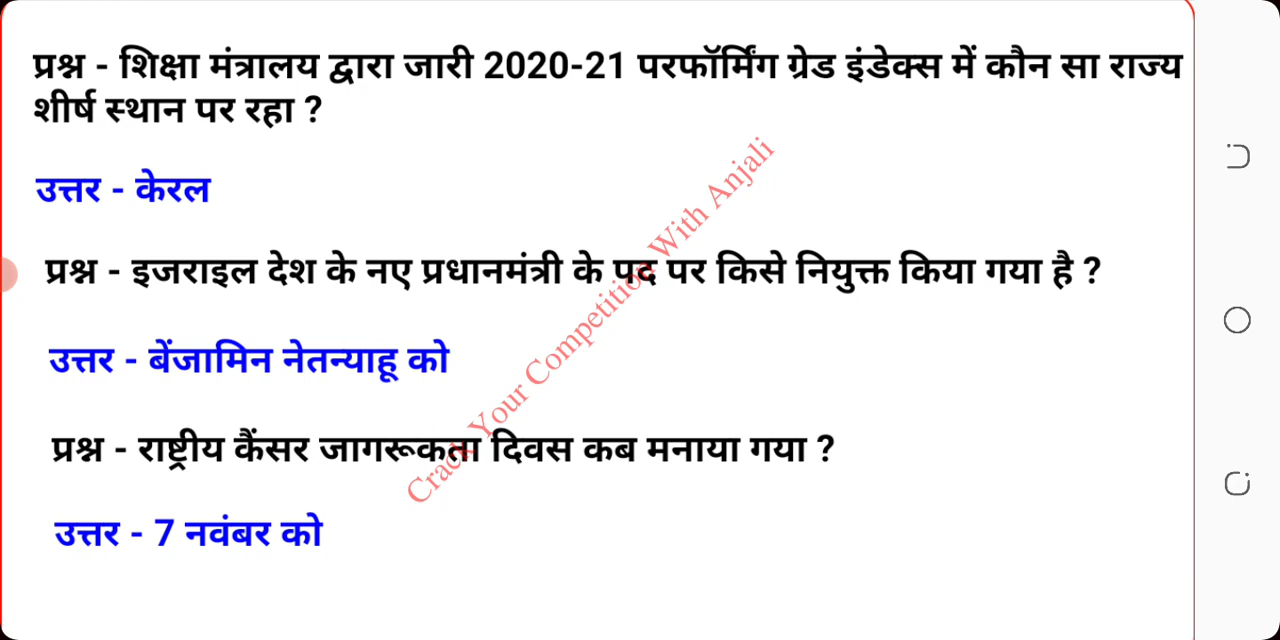 प्रश्न - शिक्षा मंत्रालय द्वारा जारी 2020-21 परफॉर्मिंग ग्रेड इंडेक्स में कौन सा राज्य
शीर्ष स्थान पर रहा ?
उत्तर - केरल
प्रश्न - इजराइल देश के नए प्रधानमंत्री के पद पर किसे नियुक्त किया गया है ?
उत्तर - बेंजामिन नेतन्याहू को
प्रश्न - राष्ट्रीय कैंसर जागरूकता दिवस कब मनाया गया ?
उत्तर - 7 नवंबर को
Crack Your Competition With Anjali